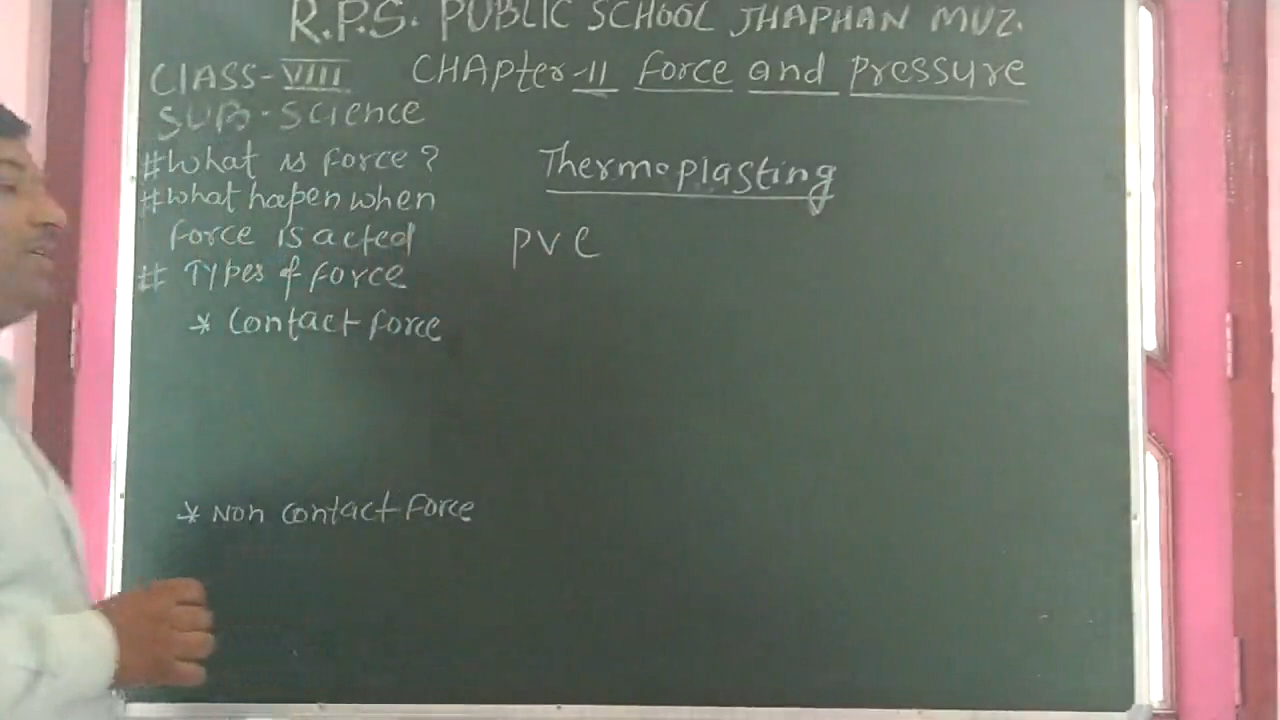 R.P.S. PUBLIC SCHOOL JHAPHAN MUZ.
CLASS-VIII CHAPter-11 Force and Pressure
SUB-Science
#What is force?
Thermoplasting
#what hapen when
force is acted
PVC
# Types of force
* Contact force
* Non contact force